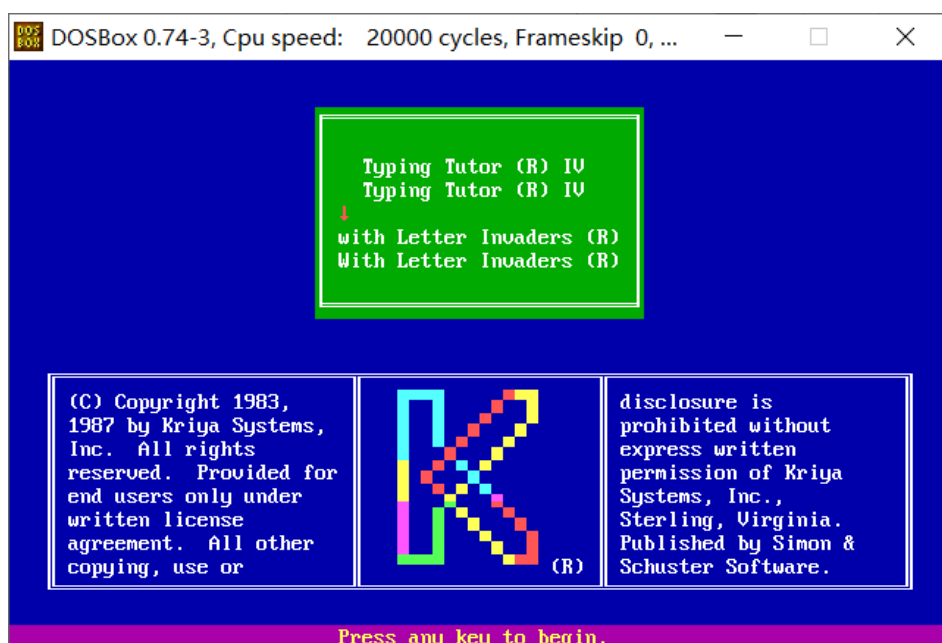 DOSBox 0.74-3, Cpu speed: 20000 cycles, Frameskip 0, ...
Typing Tutor (R) IV
Typing Tutor (R) IV
↓
with Letter Invaders (R)
With Letter Invaders (R)
(C) Copyright 1983,
1987 by Kriya Systems,
Inc. All rights
reserved. Provided for
end users only under
written license
agreement. All other
copying, use or
(R)
disclosure is
prohibited without
express written
permission of Kriya
Systems, Inc.,
Sterling, Virginia.
Published by Simon &
Schuster Software.
Press any key to begin.